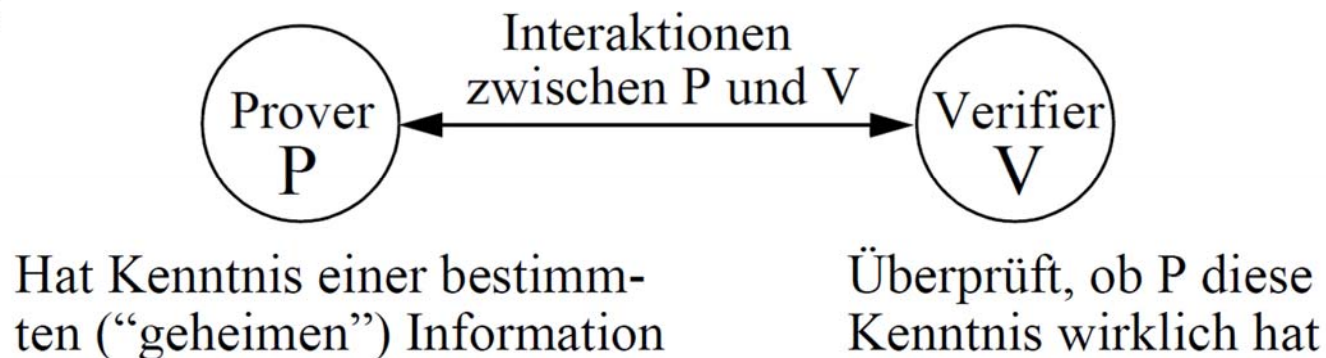 Interaktionen
zwischen P und V
Prover
P
Verifier
V
Hat Kenntnis einer bestimm-
ten (“geheimen”) Information
Überprüft, ob P diese
Kenntnis wirklich hat